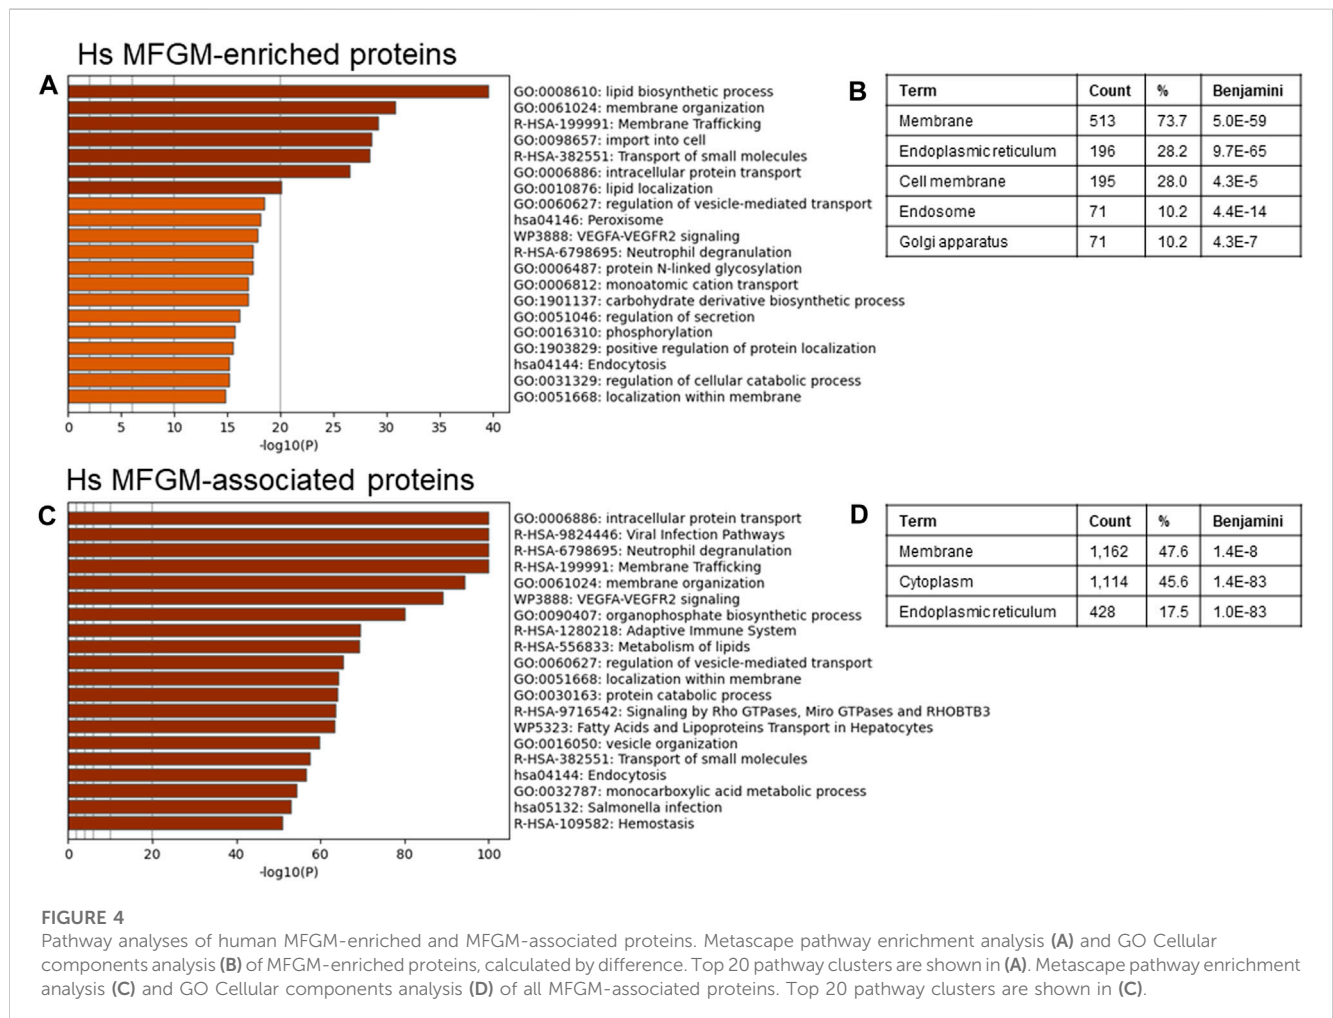 Hs MFGM-enriched proteins
A
GO:0008610: lipid biosynthetic process
GO:0061024: membrane organization
R-HSA-199991: Membrane Trafficking
GO:0098657: import into cell
R-HSA-382551: Transport of small molecules
GO:0006886: intracellular protein transport
GO:0010876: lipid localization
GO:0060627: regulation of vesicle-mediated transport
hsa04146: Peroxisome
WP3888: VEGFA-VEGFR2 signaling
R-HSA-6798695: Neutrophil degranulation
GO:0006487: protein N-linked glycosylation
GO:0006812: monoatomic cation transport
GO:1901137: carbohydrate derivative biosynthetic process
GO:0051046: regulation of secretion
GO:0016310: phosphorylation
GO:1903829: positive regulation of protein localization
hsa04144: Endocytosis
GO:0031329: regulation of cellular catabolic process
GO:0051668: localization within membrane
0 5 10 15 20 25 30 35 40
-log10(P)
B
Term Count % Benjamini
Membrane 513 73.7 5.0E-59
Endoplasmic reticulum 196 28.2 9.7E-65
Cell membrane 195 28.0 4.3E-5
Endosome 71 10.2 4.4E-14
Golgi apparatus 71 10.2 4.3E-7
Hs MFGM-associated proteins
C
GO:0006886: intracellular protein transport
R-HSA-9824446: Viral Infection Pathways
R-HSA-6798695: Neutrophil degranulation
R-HSA-199991: Membrane Trafficking
GO:0061024: membrane organization
WP3888: VEGFA-VEGFR2 signaling
GO:0090407: organophosphate biosynthetic process
R-HSA-1280218: Adaptive Immune System
R-HSA-556833: Metabolism of lipids
GO:0060627: regulation of vesicle-mediated transport
GO:0051668: localization within membrane
GO:0030163: protein catabolic process
R-HSA-9716542: Signaling by Rho GTPases, Miro GTPases and RHOBTB3
WP5323: Fatty Acids and Lipoproteins Transport in Hepatocytes
GO:0016050: vesicle organization
R-HSA-382551: Transport of small molecules
hsa04144: Endocytosis
GO:0032787: monocarboxylic acid metabolic process
hsa05132: Salmonella infection
R-HSA-109582: Hemostasis
0 20 40 60 80 100
-log10(P)
D
Term Count % Benjamini
Membrane 1,162 47.6 1.4E-8
Cytoplasm 1,114 45.6 1.4E-83
Endoplasmic reticulum 428 17.5 1.0E-83
FIGURE 4
Pathway analyses of human MFGM-enriched and MFGM-associated proteins. Metascape pathway enrichment analysis (A) and GO Cellular
components analysis (B) of MFGM-enriched proteins, calculated by difference. Top 20 pathway clusters are shown in (A). Metascape pathway enrichment
analysis (C) and GO Cellular components analysis (D) of all MFGM-associated proteins. Top 20 pathway clusters are shown in (C).